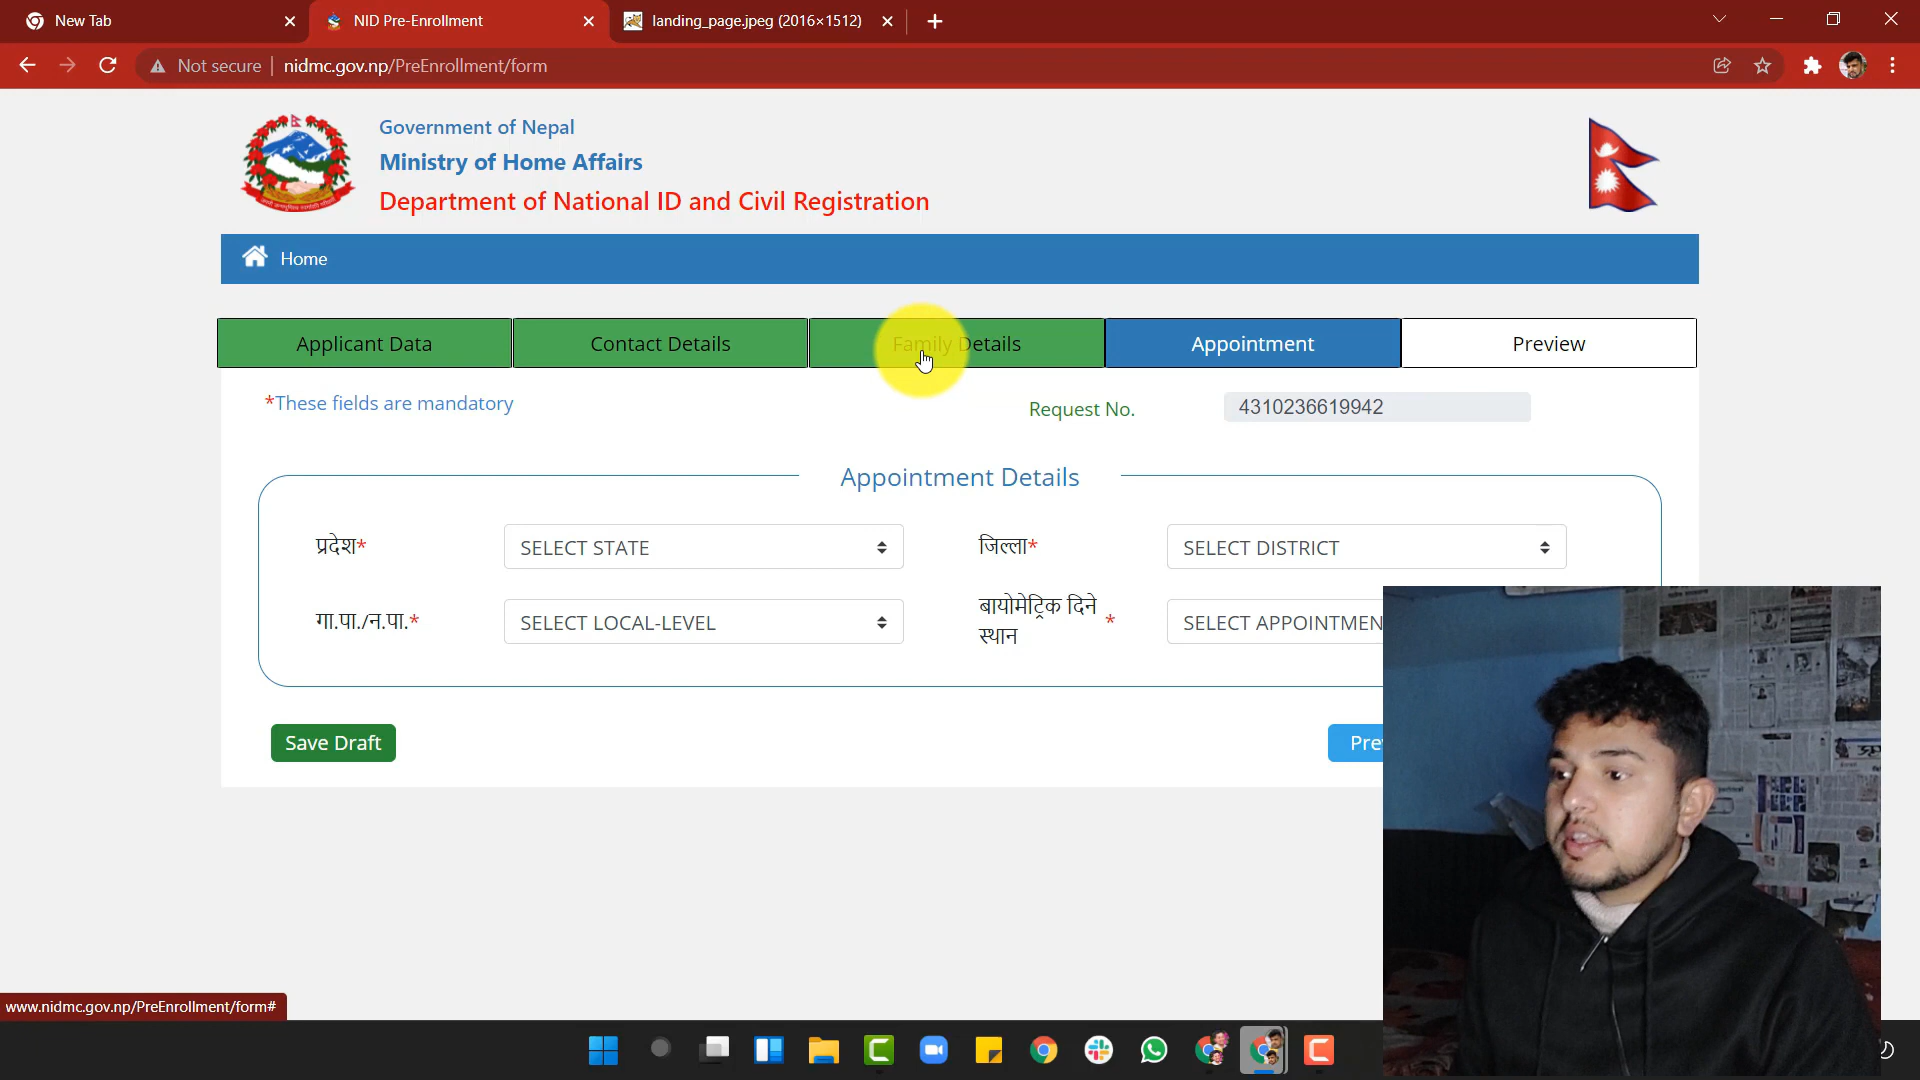 New Tab
NID Pre-Enrollment
landing_page.jpeg (2016×1512)
Not secure
nidmc.gov.np/PreEnrollment/form
Government of Nepal
Ministry of Home Affairs
Department of National ID and Civil Registration
Home
Applicant Data
Contact Details
Family Details
Appointment
Preview
*These fields are mandatory
Request No.
4310236619942
Appointment Details
प्रदेश*
SELECT STATE
जिल्ला*
SELECT DISTRICT
गा.पा./न.पा.*
SELECT LOCAL-LEVEL
बायोमेट्रिक दिने
स्थान *
SELECT APPOINTMEN
Save Draft
Pre
www.nidmc.gov.np/PreEnrollment/form#